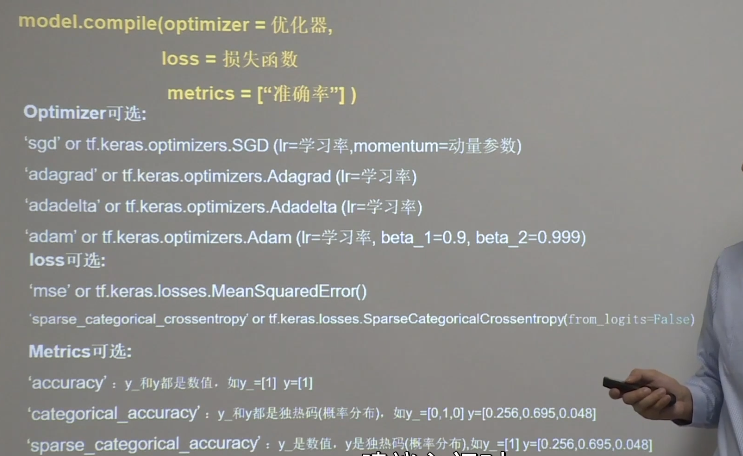 model.compile(optimizer = 优化器,
loss = 损失函数
metrics = [“准确率”] )
Optimizer可选:
‘sgd’ or tf.keras.optimizers.SGD (lr=学习率,momentum=动量参数)
‘adagrad’ or tf.keras.optimizers.Adagrad (lr=学习率)
‘adadelta’ or tf.keras.optimizers.Adadelta (lr=学习率)
‘adam’ or tf.keras.optimizers.Adam (lr=学习率, beta_1=0.9, beta_2=0.999)
loss可选:
‘mse’ or tf.keras.losses.MeanSquaredError()
‘sparse_categorical_crossentropy’ or tf.keras.losses.SparseCategoricalCrossentropy(from_logits=False)
Metrics可选:
‘accuracy’ : y_和y都是数值，如y_=[1] y=[1]
‘categorical_accuracy’ : y_和y都是独热码(概率分布)，如y_=[0,1,0] y=[0.256,0.695,0.048]
‘sparse_categorical_accuracy’ : y_是数值，y是独热码(概率分布),如y_=[1] y=[0.256,0.695,0.048]